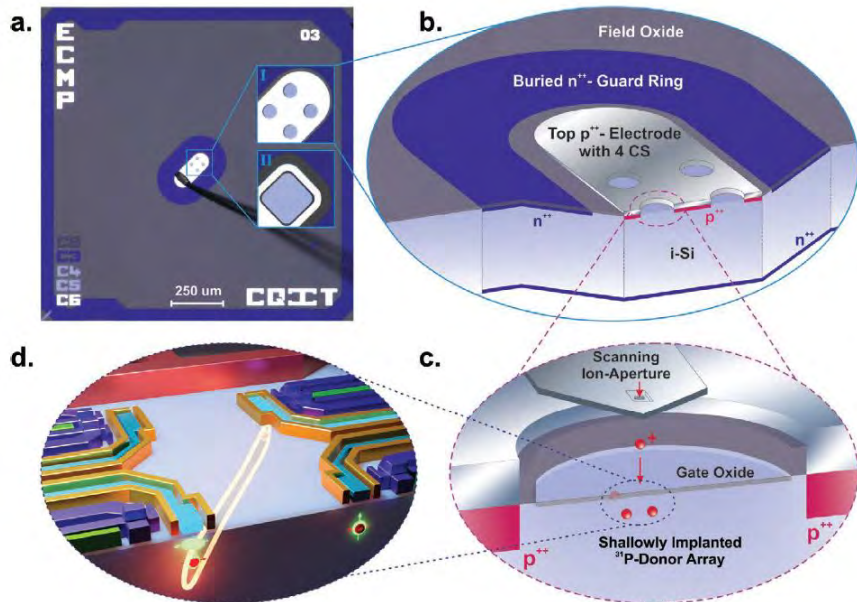 a.
ECMP
03
I
II
C4
C5
C6
250 um
CQJCT
b.
Field Oxide
Buried n++- Guard Ring
Top p++- Electrode
with 4 CS
n++
p++
n++
i-Si
d.
c.
Scanning
Ion-Aperture
+
Gate Oxide
p++
p++
Shallowly Implanted
31P-Donor Array